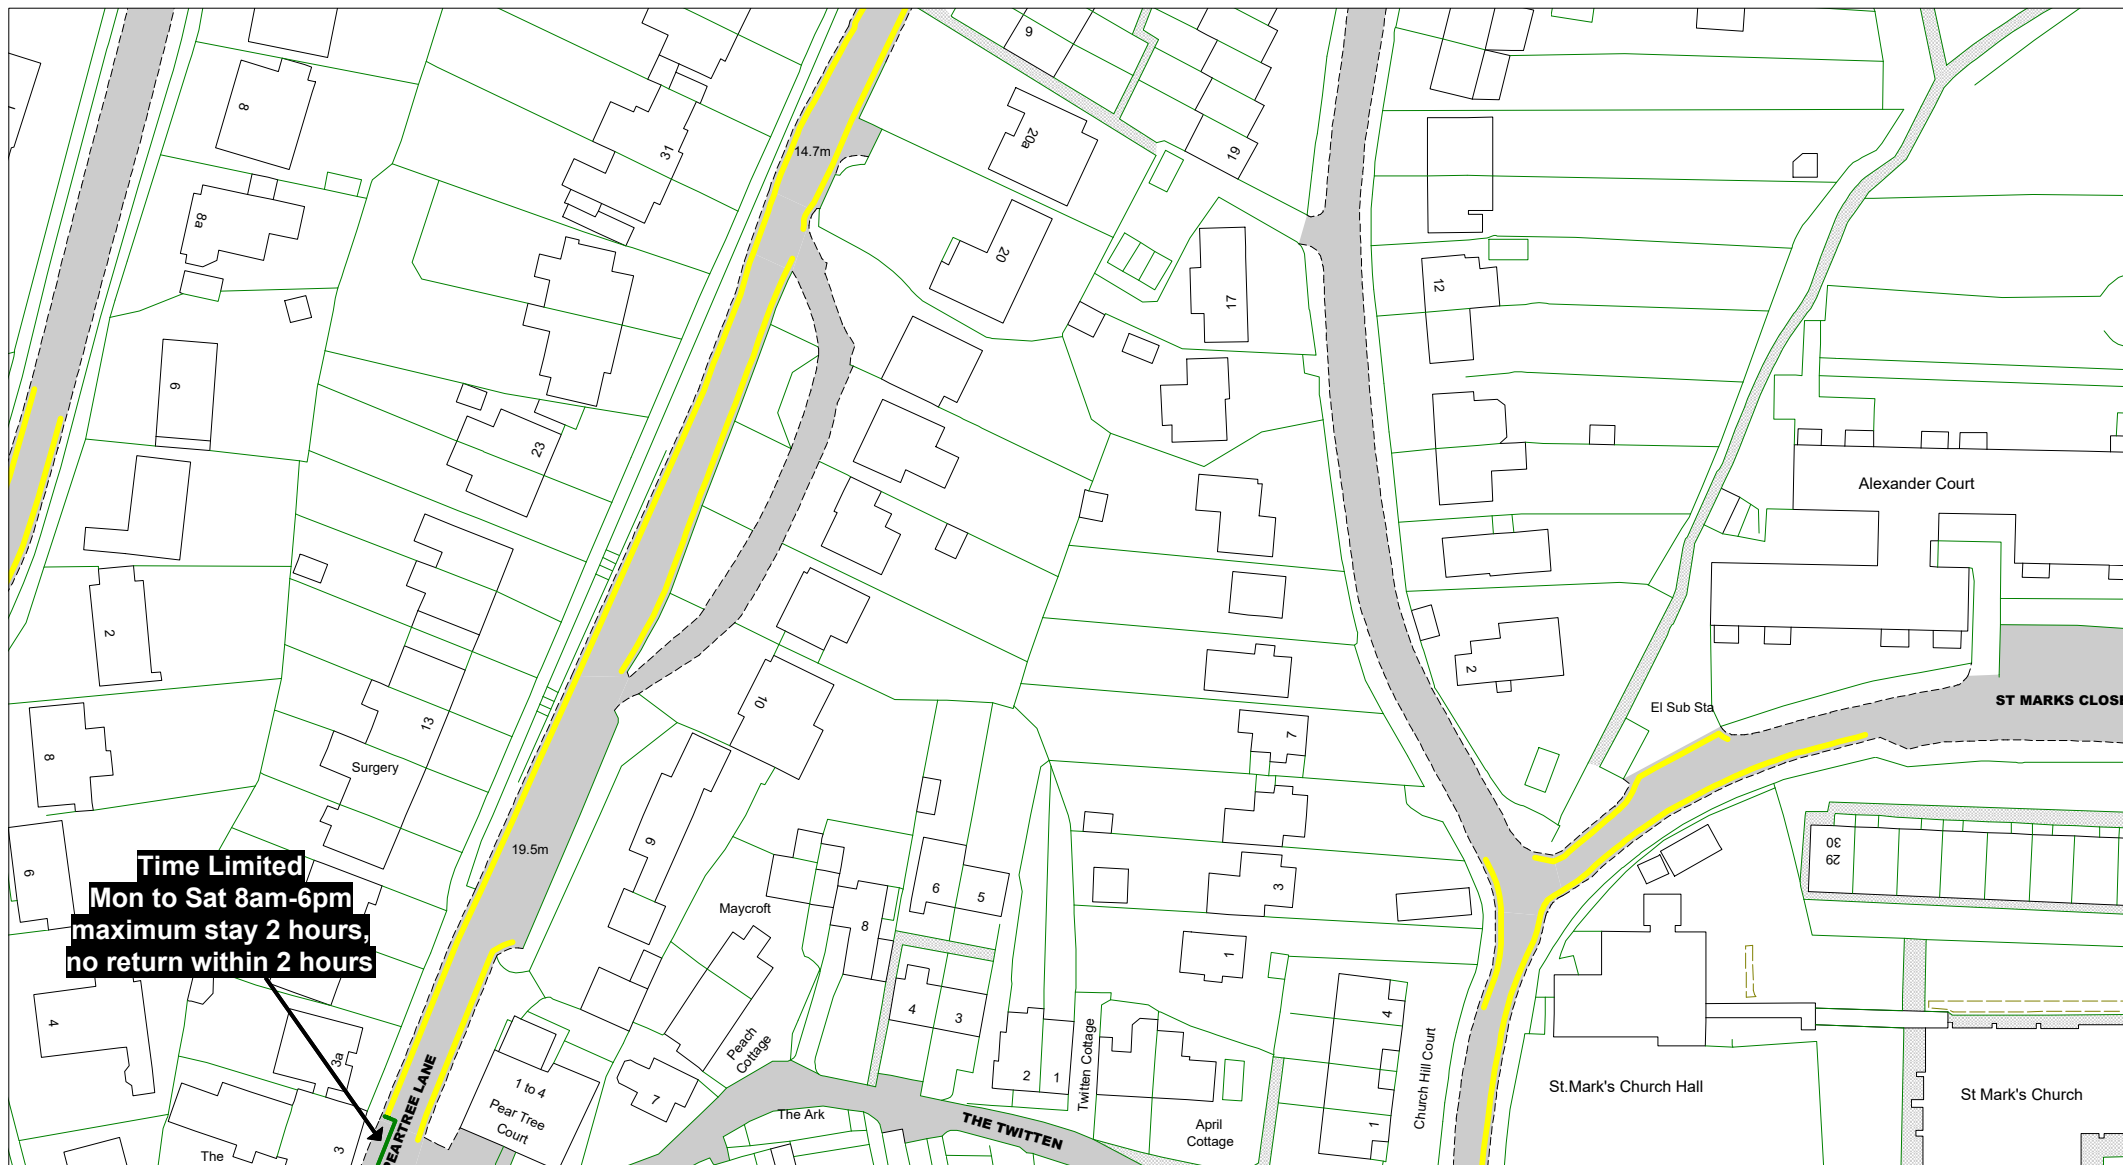 6
8
20a
31
14.7m
19
8a
20
17
12
9
23
Alexander Court
2
2
10
El Sub Sta
ST MARKS CLOSE
13
7
8
Surgery
19.5m
9
30
29
Time Limited
Mon to Sat 8am-6pm
maximum stay 2 hours,
no return within 2 hours
6
6
5
3
Maycroft
8
1
4
3
4
4
Peach
Cottage
3a
PEARTREE LANE
1 to 4
Pear Tree
Court
7
2
1
Twitten Cottage
Church Hill Court
St.Mark's Church Hall
St Mark's Church
The Ark
THE TWITTEN
April
Cottage
1
3
The